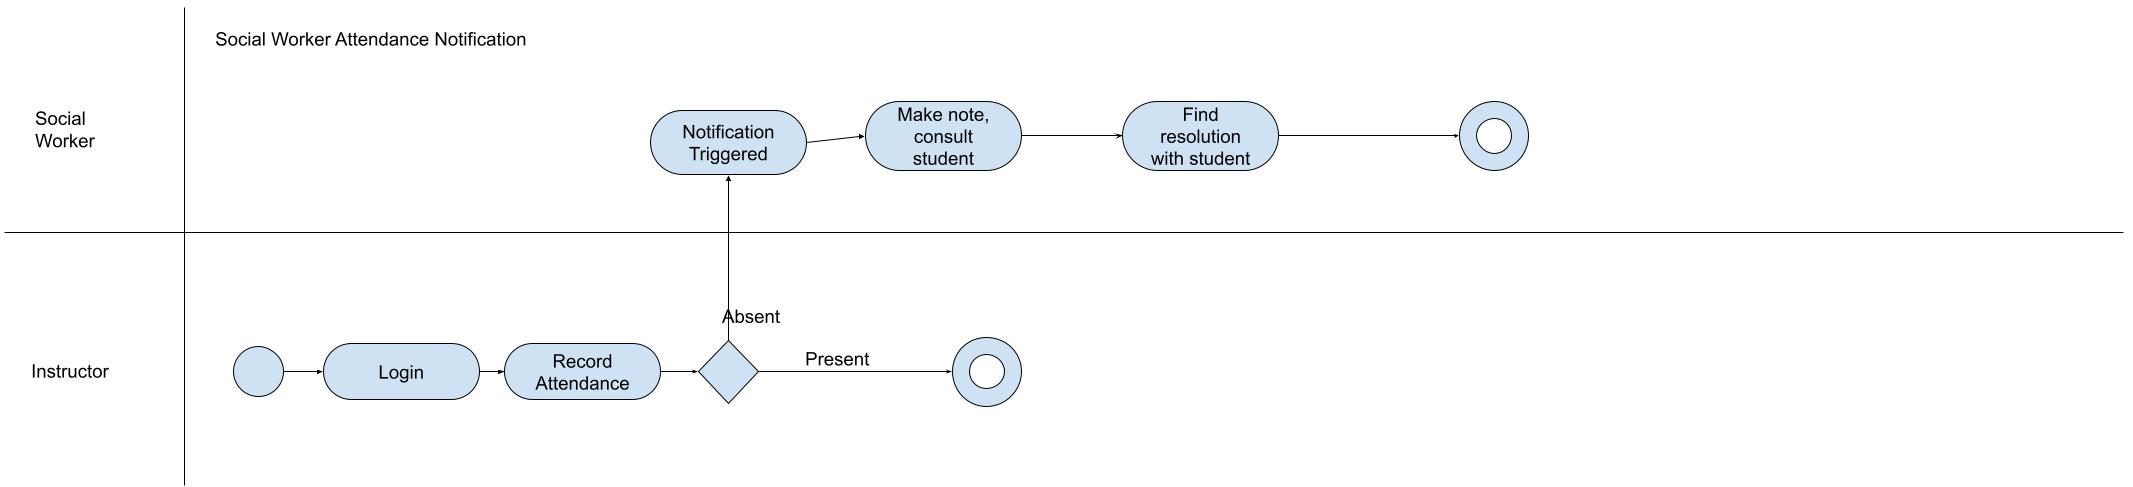 Social Worker Attendance Notification
Social
Worker
Notification
Triggered
Make note,
consult
student
Find
resolution
with student
Absent
Present
Instructor
Login
Record
Attendance